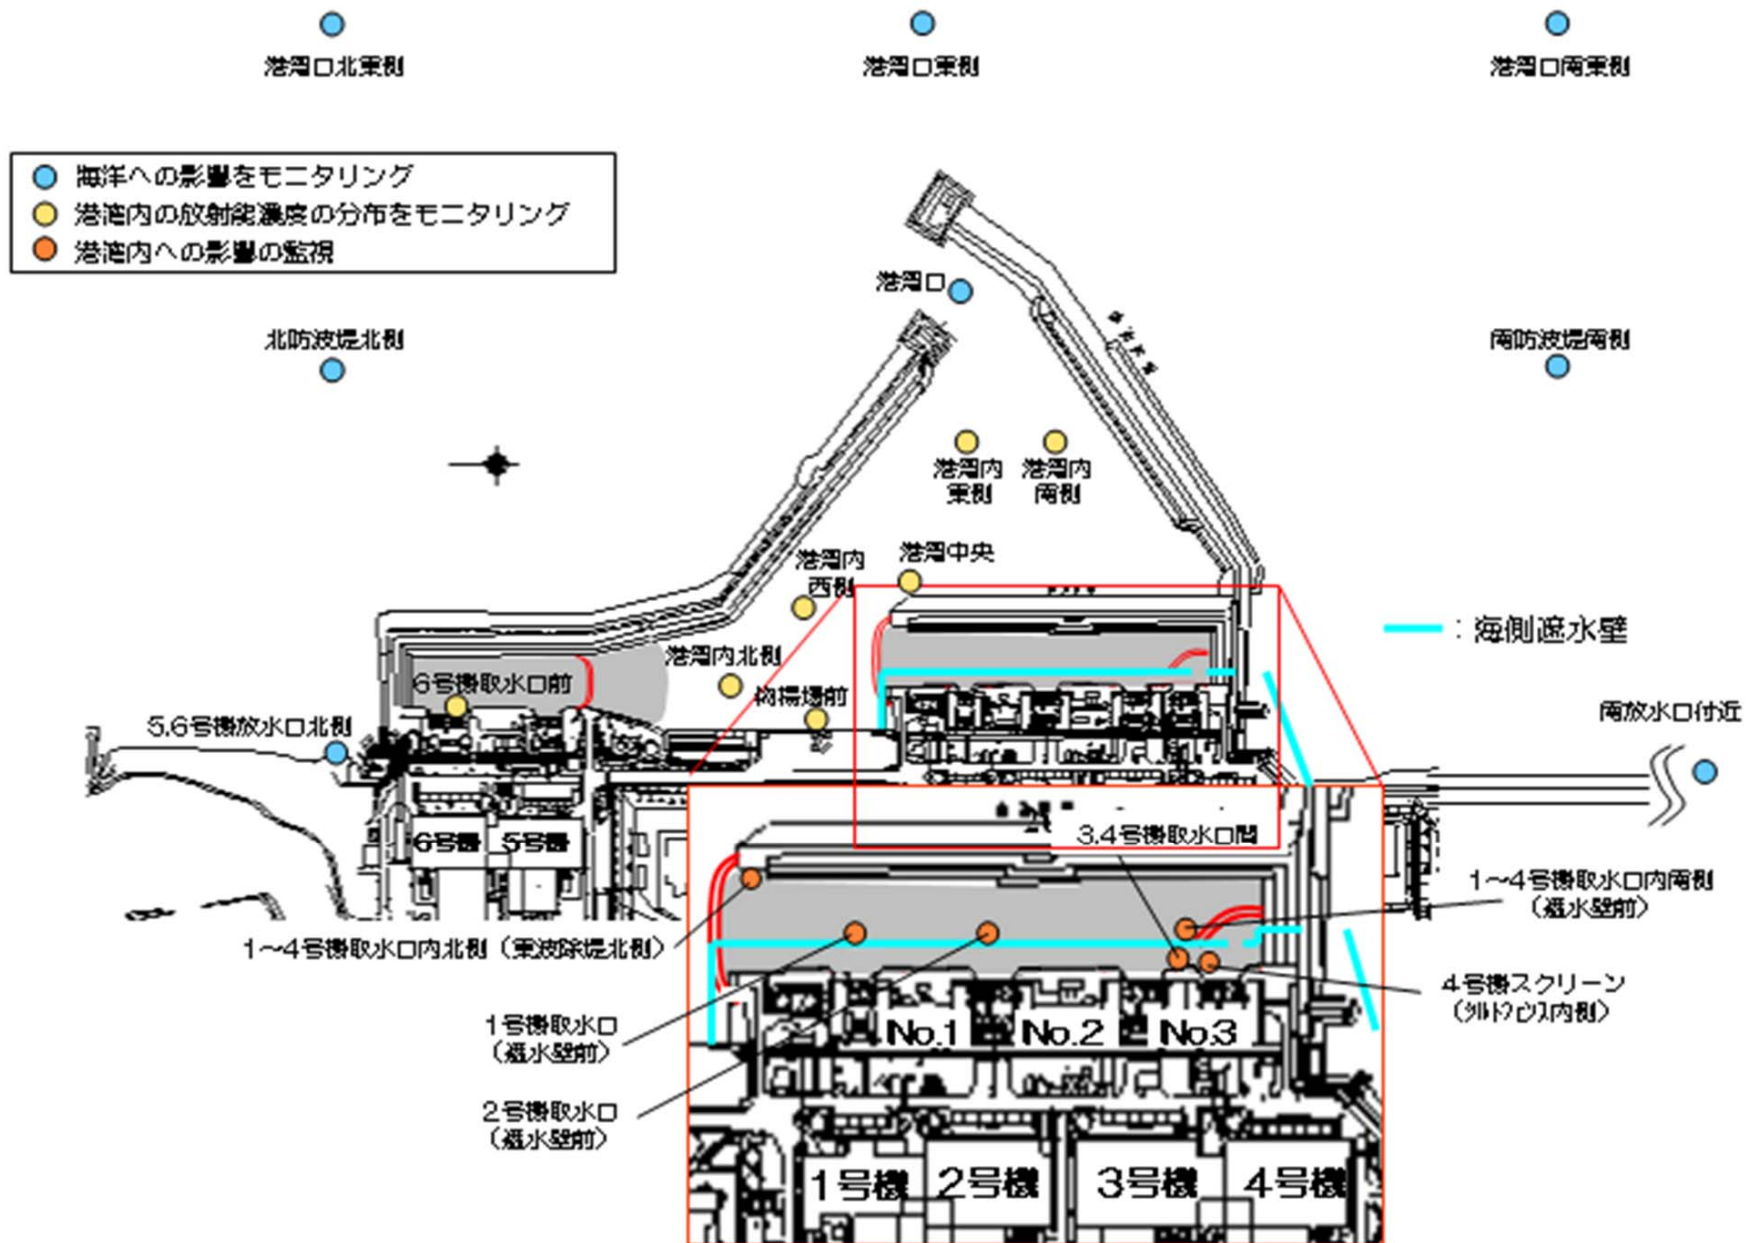 港湾口北東側
港湾口東側
港湾口南東側
海洋への影響をモニタリング
港湾内の放射能濃度の分布をモニタリング
港湾内への影響の監視
港湾口
北防波堤北側
南防波堤南側
港湾内
東側
港湾内
南側
港湾内
西側
港湾中央
：海側遮水壁
港湾内北側
6号機取水口前
物揚場前
5,6号機放水口北側
南放水口付近
6号機
5号機
3,4号機取水口間
1～4号機取水口内南側
（遮水壁前）
1～4号機取水口内北側（東波除堤北側）
4号機スクリーン
（シルトフェンス内側）
1号機取水口
（遮水壁前）
No.1
No.2
No.3
2号機取水口
（遮水壁前）
1号機
2号機
3号機
4号機